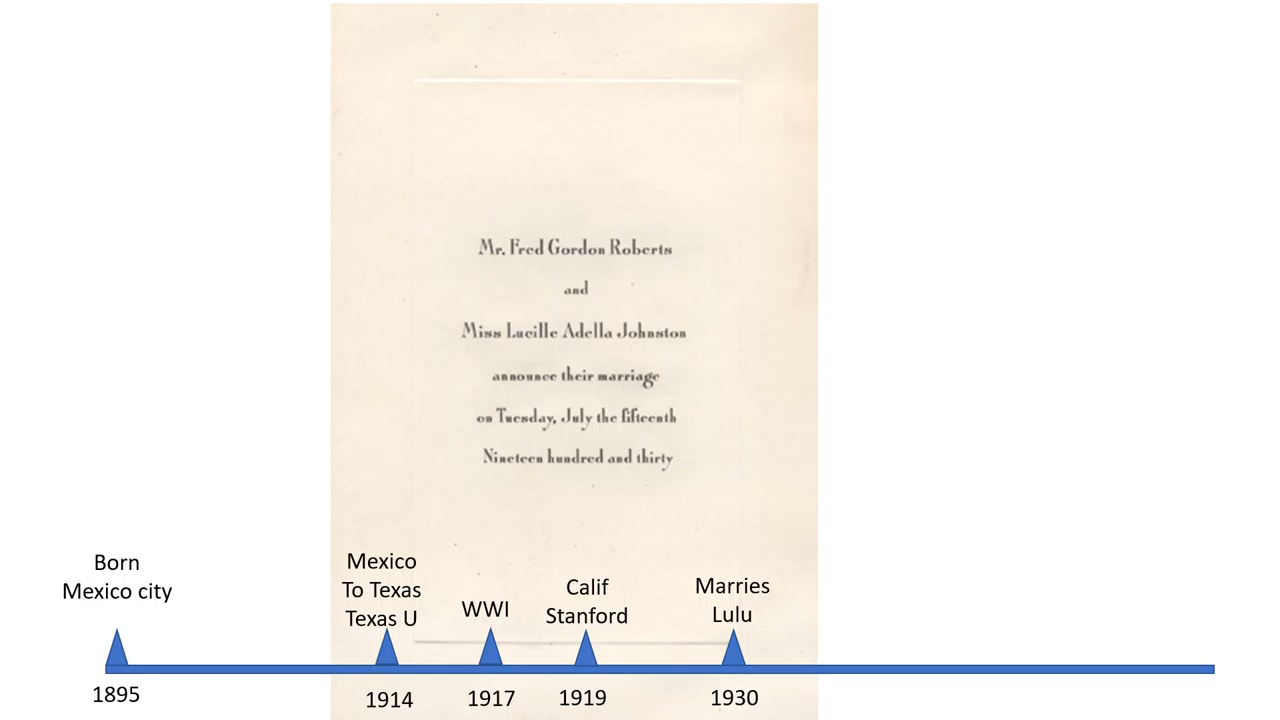 Mr. Fred Gordon Roberts
and
Miss Lucille Adella Johnston
announce their marriage
on Tuesday, July the fifteenth
Nineteen hundred and thirty
Born
Mexico city
Mexico
To Texas
Texas U
WWI
Calif
Stanford
Marries
Lulu
1895
1914
1917
1919
1930